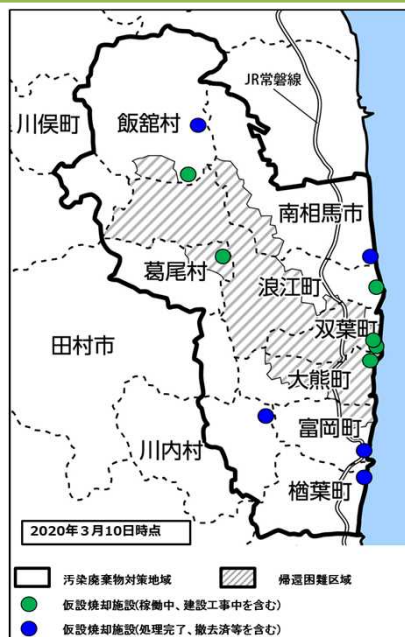 JR常磐線
川俣町
飯舘村
南相馬市
葛尾村
浪江町
双葉町
田村市
大熊町
富岡町
川内村
楢葉町
2020年3月10日時点
汚染廃棄物対策地域
帰還困難区域
仮設焼却施設(稼働中、建設工事中を含む)
仮設焼却施設(処理完了、撤去済等を含む)